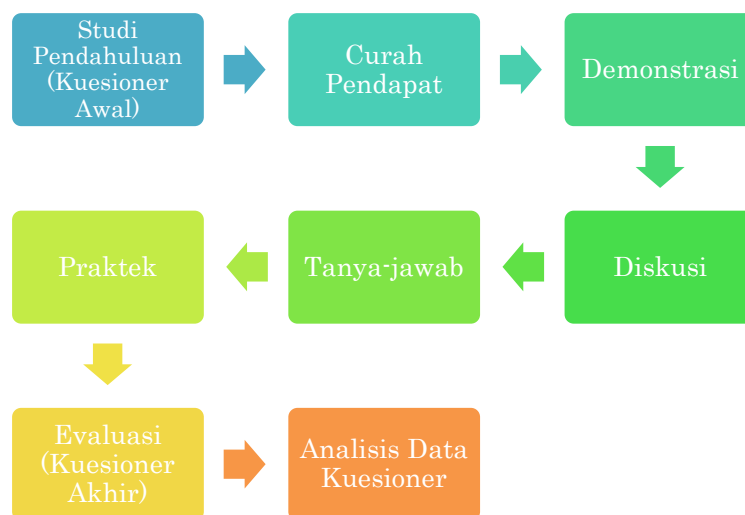 Studi
Pendahuluan
(Kuesioner
Awal)
Curah
Pendapat
Demonstrasi
Diskusi
Tanya-jawab
Praktek
Evaluasi
(Kuesioner
Akhir)
Analisis Data
Kuesioner